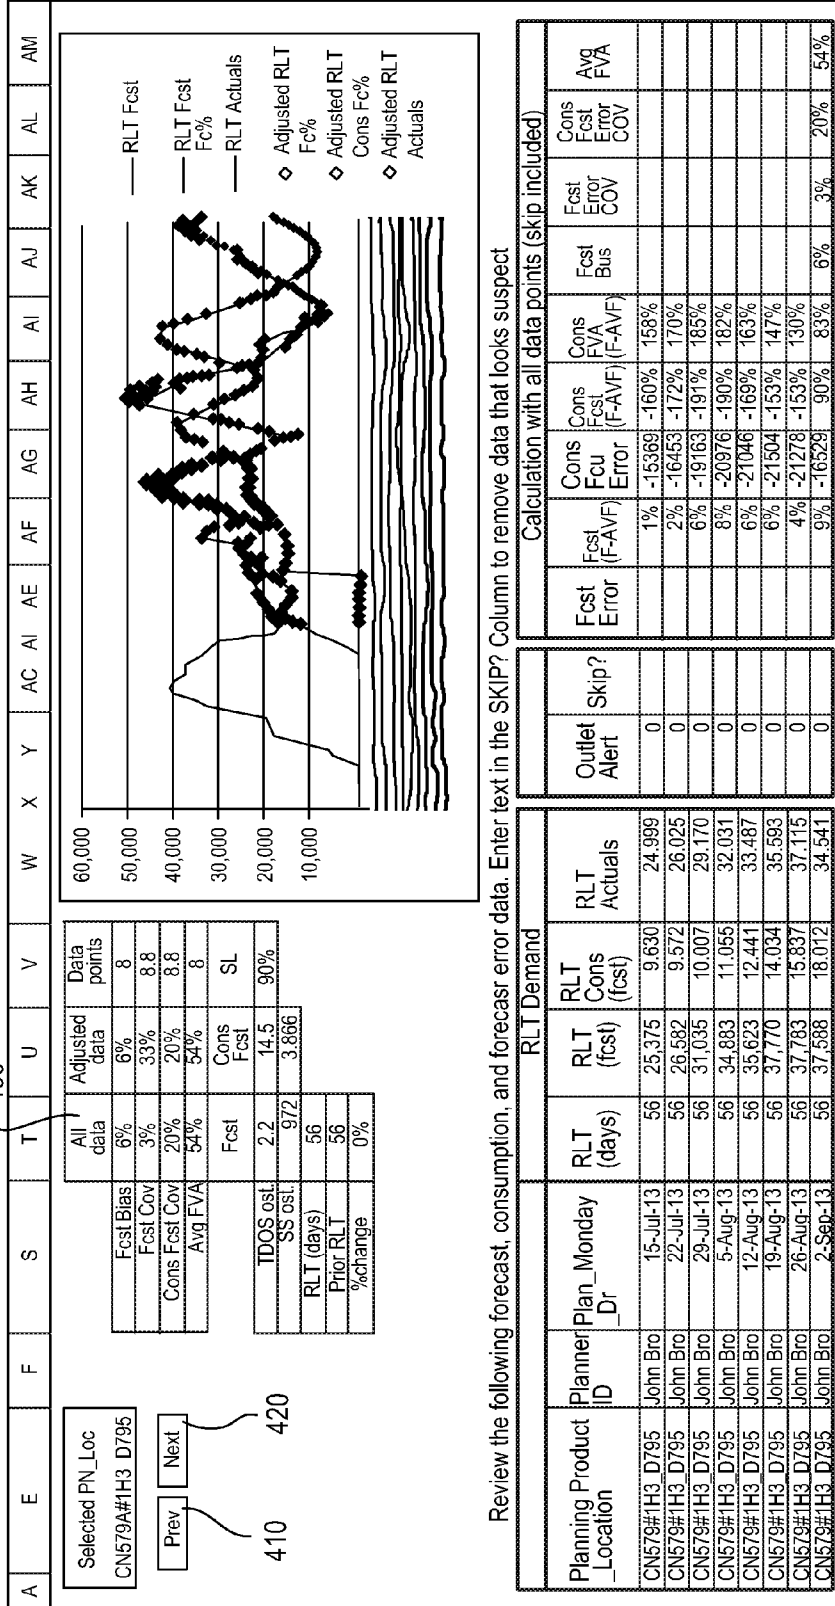 A E F S T U V W X Y AC AI AE AF AG AH AI AJ AK AL AM
Selected PN_Loc
CN579A#1H3 D795
Prev Next
410
420
All data Adjusted data Data points
Fcst Bias 6% 6% 8
Fcst Cov 3% 33% 8.8
Cons Fcst Cov 20% 20% 8.8
Avg FVA 54% 54% 8
Fcst Cons Fcst SL
TDOS ost. 2.2 14.5 90%
SS ost. 972 3.866
RLT (days) 56
Prior RLT 56
%change 0%
60,000
50,000
40,000
30,000
20,000
10,000
RLT Fcst
RLT Fcst Fc%
RLT Actuals
Adjusted RLT Fc%
Adjusted RLT Cons Fc%
Adjusted RLT Actuals
Review the following forecast, consumption, and forecasr error data. Enter text in the SKIP? Column to remove data that looks suspect
RLT Demand
Calculation with all data points (skip included)
Planning Product _Location Planner ID Plan_Monday _Dr RLT (days) RLT (fcst) RLT Cons (fcst) RLT Actuals Outlet Alert Skip? Fcst Error Fcst (F-AVF) Cons Fcu Error Cons Fcst (F-AVF) Cons FVA (F-AVF) Fcst Bus Fcst Error COV Cons Fcst Error COV Avg FVA
CN579#1H3_D795 John Bro 15-Jul-13 56 25,375 9.630 24.999 0 1% -15369 -160% 158%
CN579#1H3_D795 John Bro 22-Jul-13 56 26,582 9.572 26.025 0 2% -16453 -172% 170%
CN579#1H3_D795 John Bro 29-Jul-13 56 31,035 10.007 29.170 0 6% -19163 -191% 185%
CN579#1H3_D795 John Bro 5-Aug-13 56 34,883 11.055 32.031 0 8% -20976 -190% 182%
CN579#1H3_D795 John Bro 12-Aug-13 56 35,623 12.441 33.487 0 6% -21046 -169% 163%
CN579#1H3_D795 John Bro 19-Aug-13 56 37,770 14.034 35.593 0 6% -21504 -153% 147%
CN579#1H3_D795 John Bro 26-Aug-13 56 37,783 15.837 37.115 0 4% -21278 -153% 130%
CN579#1H3_D795 John Bro 2-Sep-13 56 37,588 18.012 34.541 0 9% -16529 90% 83% 6% 3% 20% 54%